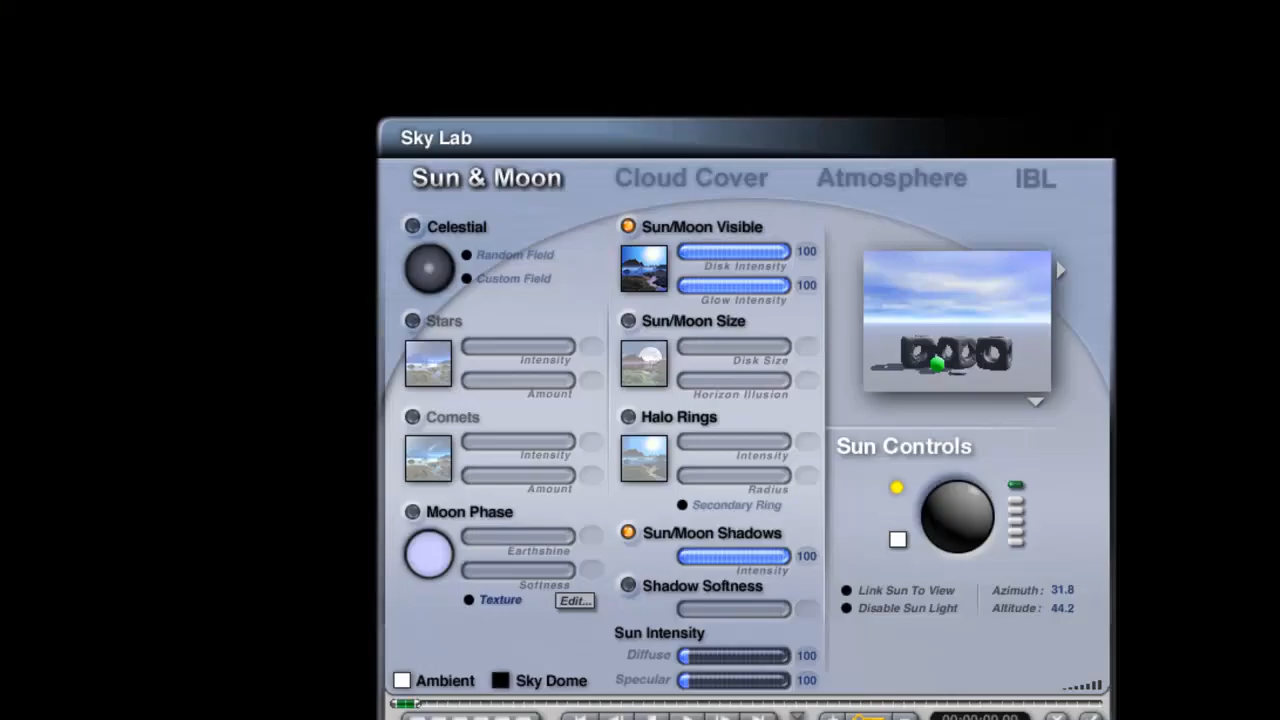 Sky Lab
Sun & Moon
Cloud Cover
Atmosphere
IBL
Celestial
Random Field
Custom Field
Stars
Intensity
Amount
Comets
Intensity
Amount
Moon Phase
Earthshine
Softness
Texture
Edit...
Ambient
Sky Dome
Sun/Moon Visible
100
Disk Intensity
100
Glow Intensity
Sun/Moon Size
Disk Size
Horizon Illusion
Halo Rings
Intensity
Radius
Secondary Ring
Sun/Moon Shadows
100
Intensity
Shadow Softness
Sun Intensity
Diffuse 100
Specular 100
Sun Controls
Link Sun To View
Disable Sun Light
Azimuth: 31.8
Altitude: 44.2